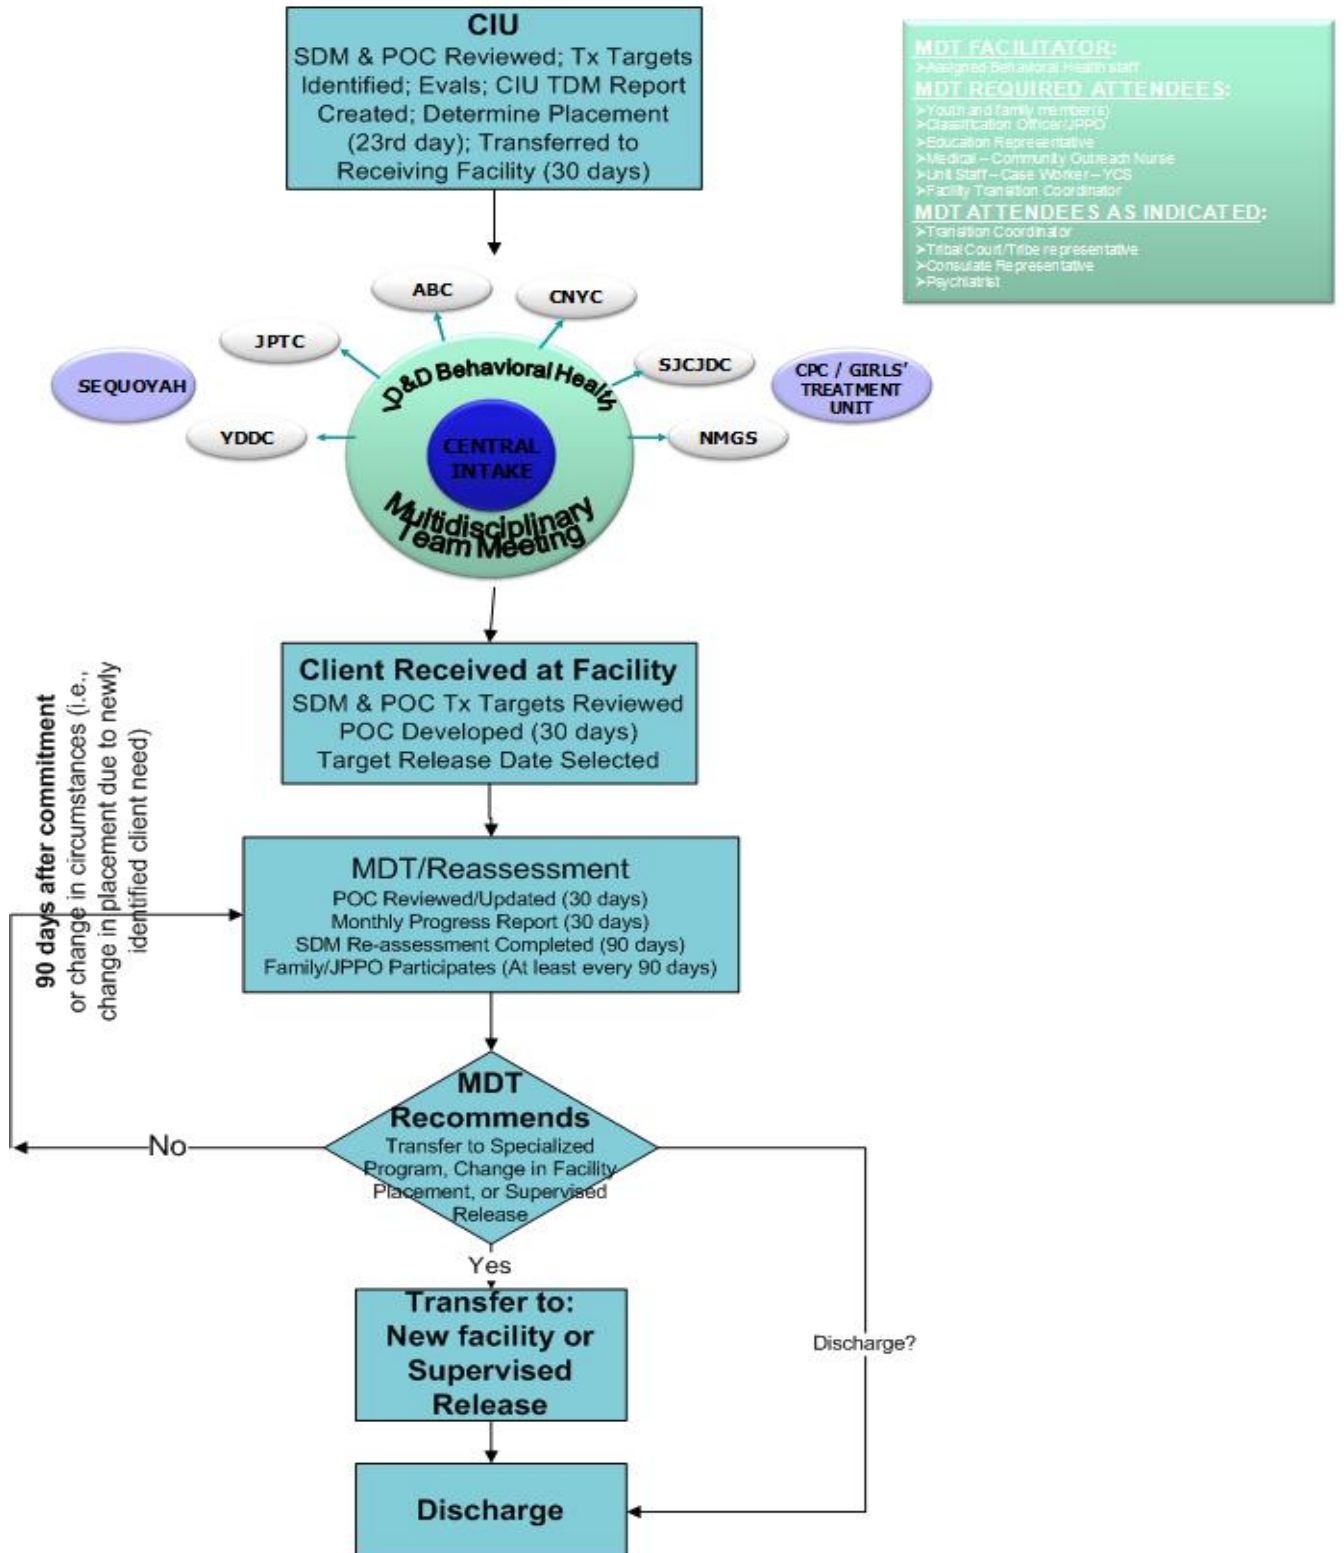 CIU
SDM & POC Reviewed; Tx Targets
Identified; Evals; CIU TDM Report
Created; Determine Placement
(23rd day); Transferred to
Receiving Facility (30 days)
MDT FACILITATOR:
➢Assigned Behavioral Health staff
MDT REQUIRED ATTENDEES:
➢Youth and family member(s)
➢Classification Officer/JPPO
➢Education Representative
➢Medical – Community Outreach Nurse
➢Unit Staff – Case Worker – YCS
➢Facility Transition Coordinator
MDT ATTENDEES AS INDICATED:
➢Transition Coordinator
➢Tribal Court/Tribe representative
➢Consulate Representative
➢Psychiatrist
ABC
CNYC
JPTC
SJCJDC
SEQUOYAH
CPC / GIRLS'
TREATMENT
UNIT
YDDC
NMGS
D&D Behavioral Health
CENTRAL
INTAKE
Multidisciplinary
Team Meeting
Client Received at Facility
SDM & POC Tx Targets Reviewed
POC Developed (30 days)
Target Release Date Selected
90 days after commitment
or change in circumstances (i.e.,
change in placement due to newly
identified client need)
MDT/Reassessment
POC Reviewed/Updated (30 days)
Monthly Progress Report (30 days)
SDM Re-assessment Completed (90 days)
Family/JPPO Participates (At least every 90 days)
MDT
Recommends
Transfer to Specialized
Program, Change in Facility
Placement, or Supervised
Release
No
Yes
Transfer to:
New facility or
Supervised
Release
Discharge?
Discharge